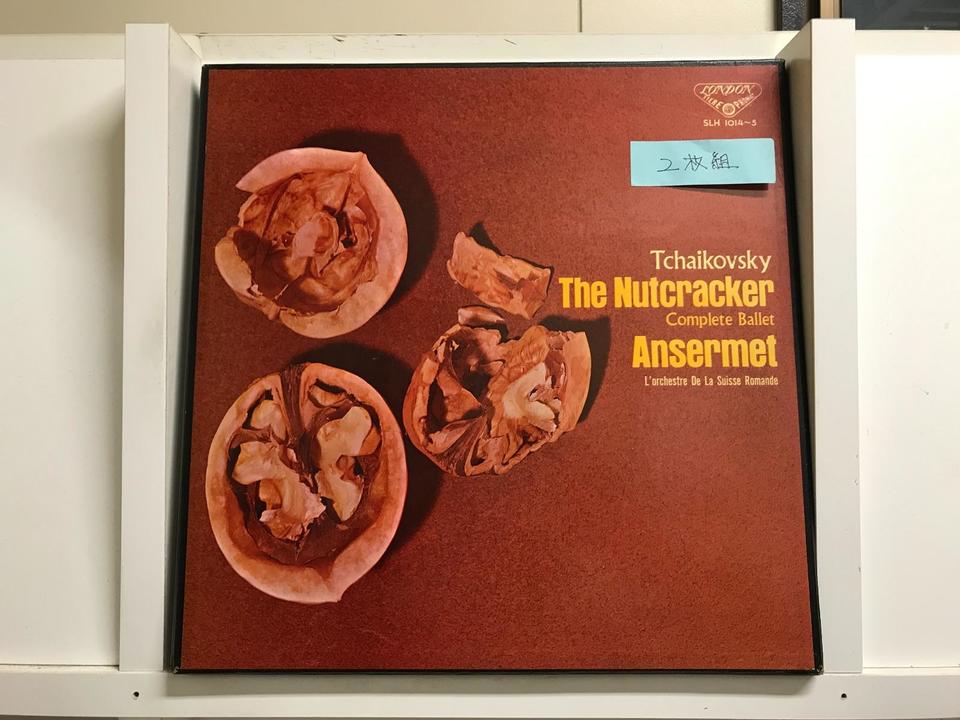 LONDON
SLH 1014~5
2枚組
Tchaikovsky
The Nutcracker
Complete Ballet
Ansermet
L'orchestre De La Suisse Romande